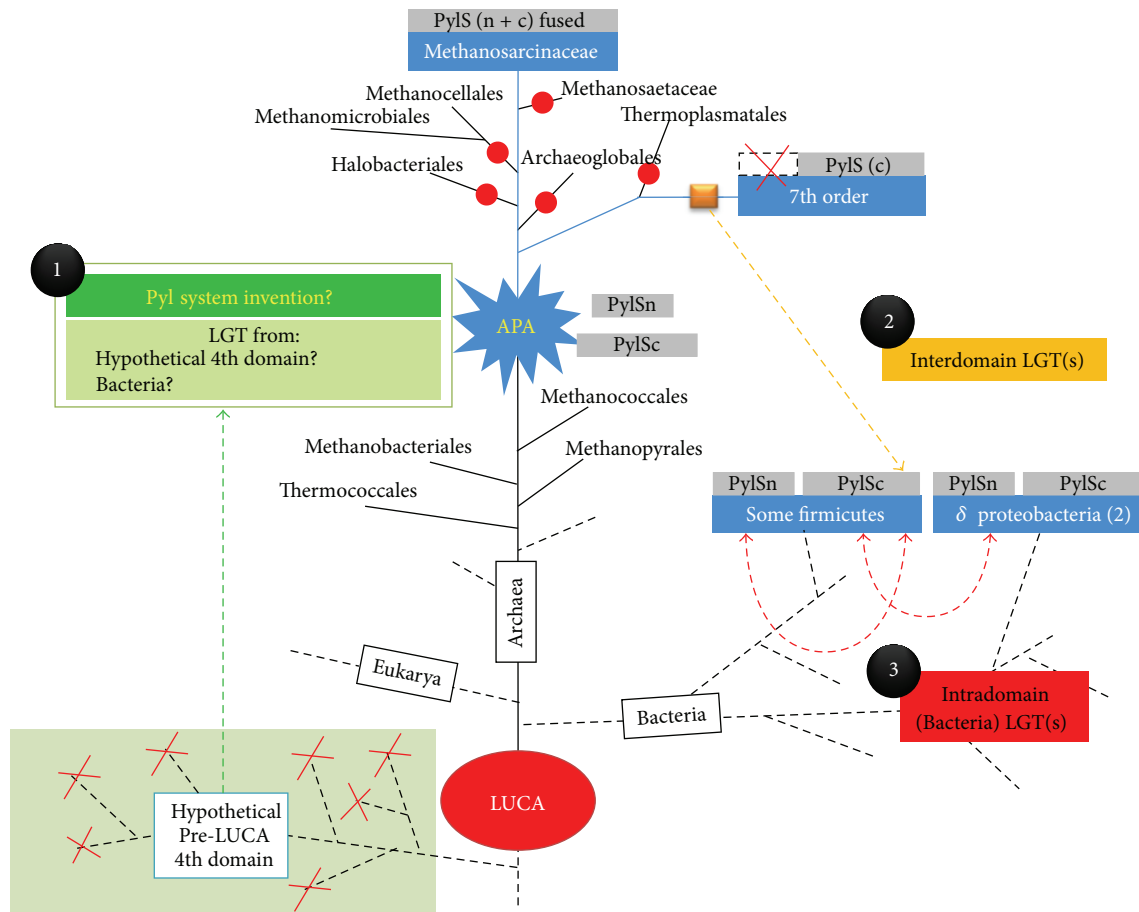 PylS (n + c) fused
Methanosarcinaceae
Methanocellales
Methanosaetaceae
Methanomicrobiales
Thermoplasmatales
Halobacteriales
Archaeoglobales
PylS (c)
7th order
1
Pyl system invention?
LGT from:
Hypothetical 4th domain?
Bacteria?
APA
PylSn
PylSc
2
Interdomain LGT(s)
Methanococcales
Methanobacteriales
Methanopyrales
Thermococcales
PylSn
PylSc
PylSn
PylSc
Some firmicutes
δ proteobacteria (2)
Archaea
Eukarya
Bacteria
3
Intradomain
(Bacteria) LGT(s)
LUCA
Hypothetical
Pre-LUCA
4th domain